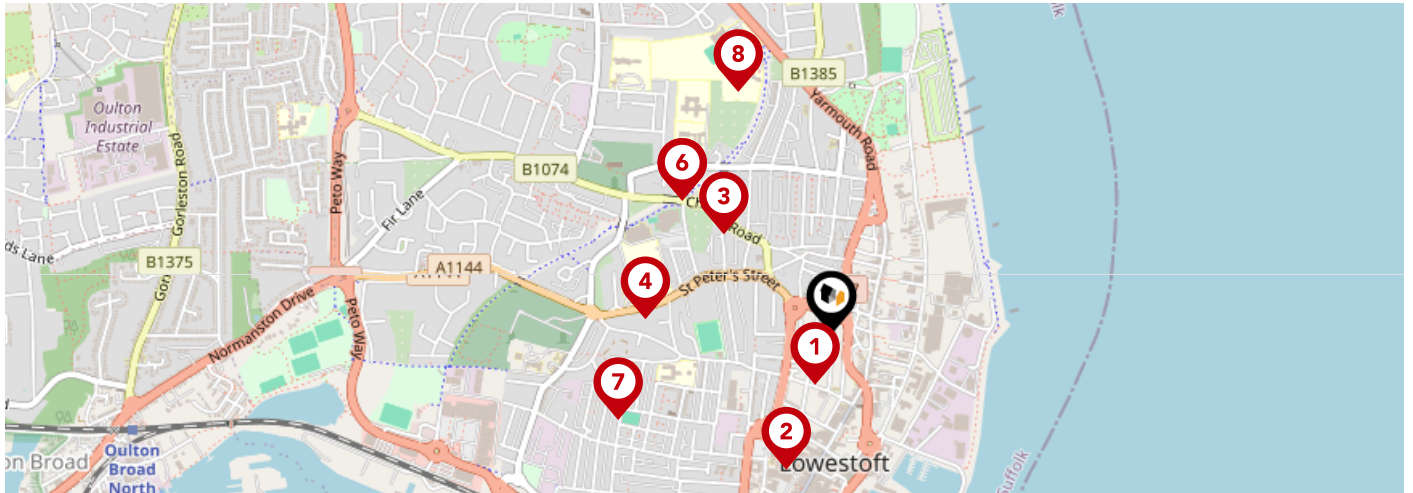 8
B1385
Yarmouth Road
Oulton
Industrial
Estate
Gorleston Road
Peto Way
B1074
6
3
Road
Fir Lane
ds Lane
B1375
A1144
4
St Peter's Street
Normanston Drive
Peto Way
1
7
2
Lowestoft
on Broad
Oulton
Broad
North
Suffolk